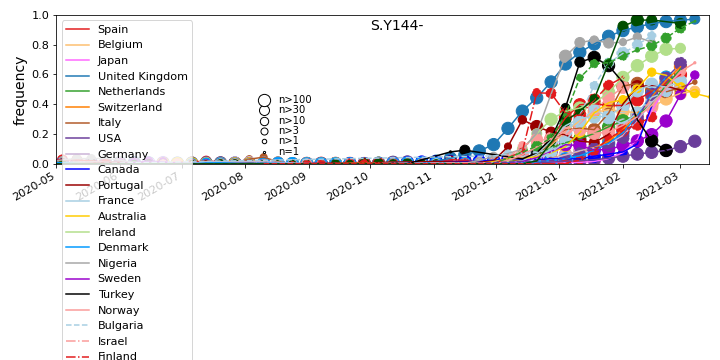 S.Y144-
frequency
1.0
0.8
0.6
0.4
0.2
0.0
Spain
Belgium
Japan
United Kingdom
Netherlands
Switzerland
Italy
USA
Germany
Canada
Portugal
France
Australia
Ireland
Denmark
Nigeria
Sweden
Turkey
Norway
Bulgaria
Israel
Finland
n>100
n>30
n>10
n>3
n>1
n=1
2020-05
2020-06
2020-07
2020-08
2020-09
2020-10
2020-11
2020-12
2021-01
2021-02
2021-03